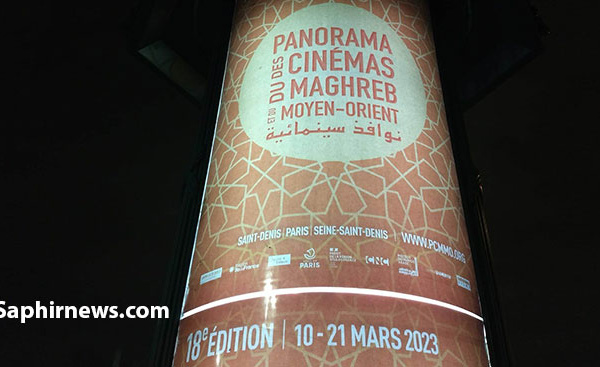 PANORAMA
DES CINÉMAS
DU MAGHREB
ET DU MOYEN-ORIENT
نوافذ سينمائية
SAINT-DENIS | PARIS | SEINE-SAINT-DENIS | WWW.PCMMO.ORG
PARIS
CNC
18e ÉDITION | 10 - 21 MARS 2023
Saphirnews.com